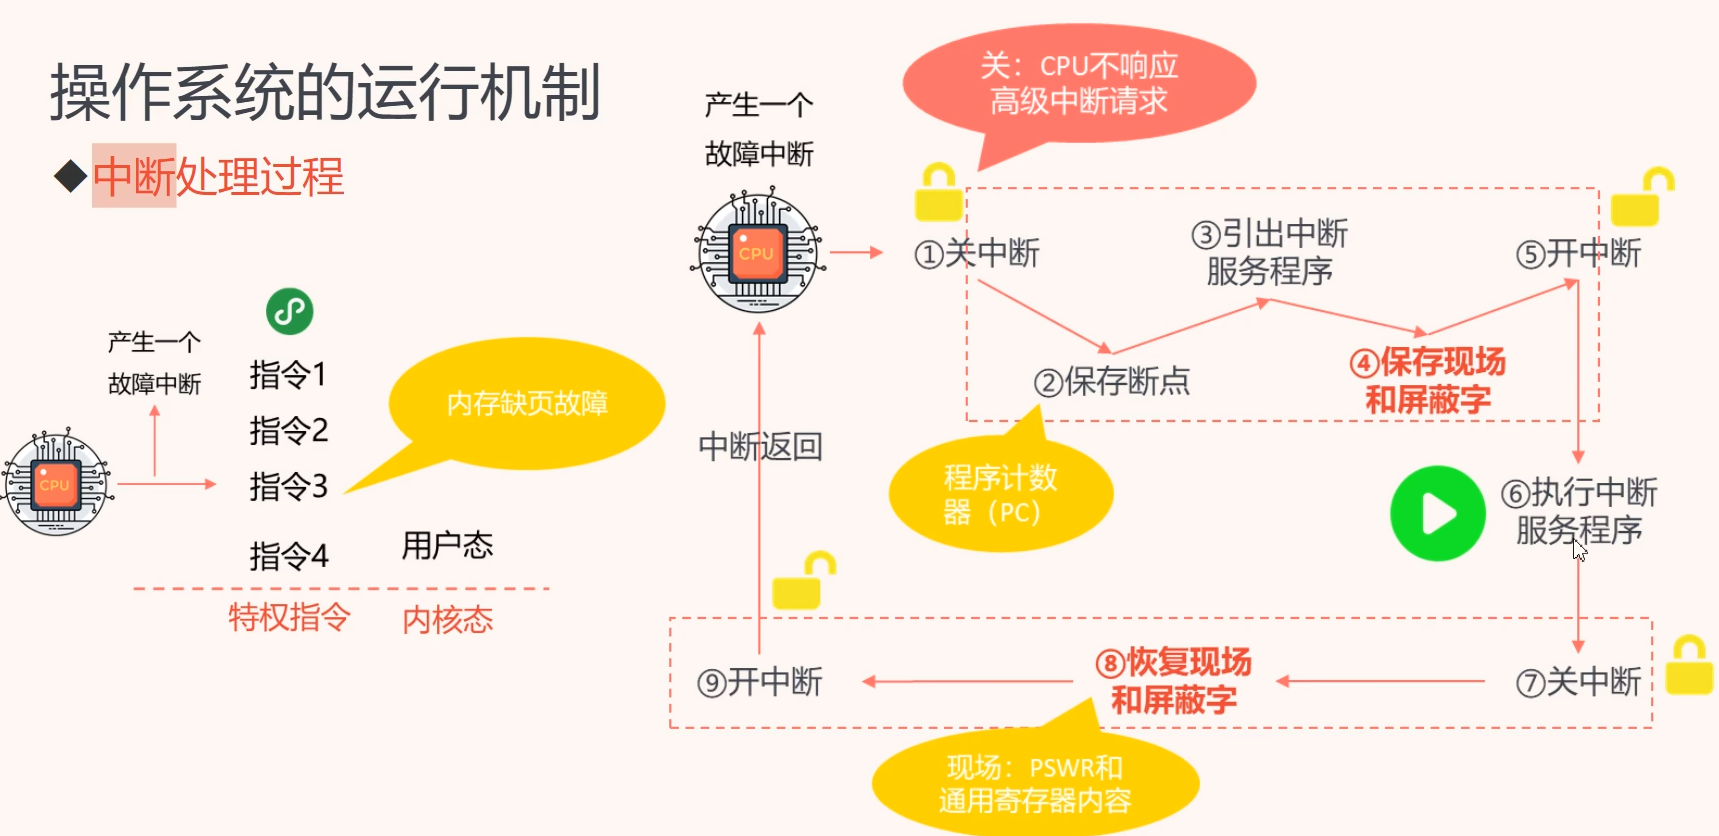 操作系统的运行机制
◆中断处理过程
产生一个
故障中断
CPU
指令1
指令2
指令3
指令4
内存缺页故障
用户态
特权指令
内核态
产生一个
故障中断
CPU
关：CPU不响应
高级中断请求
①关中断
②保存断点
程序计数
器（PC）
③引出中断
服务程序
④保存现场
和屏蔽字
⑤开中断
⑥执行中断
服务程序
⑦关中断
⑧恢复现场
和屏蔽字
现场：PSWR和
通用寄存器内容
⑨开中断
中断返回